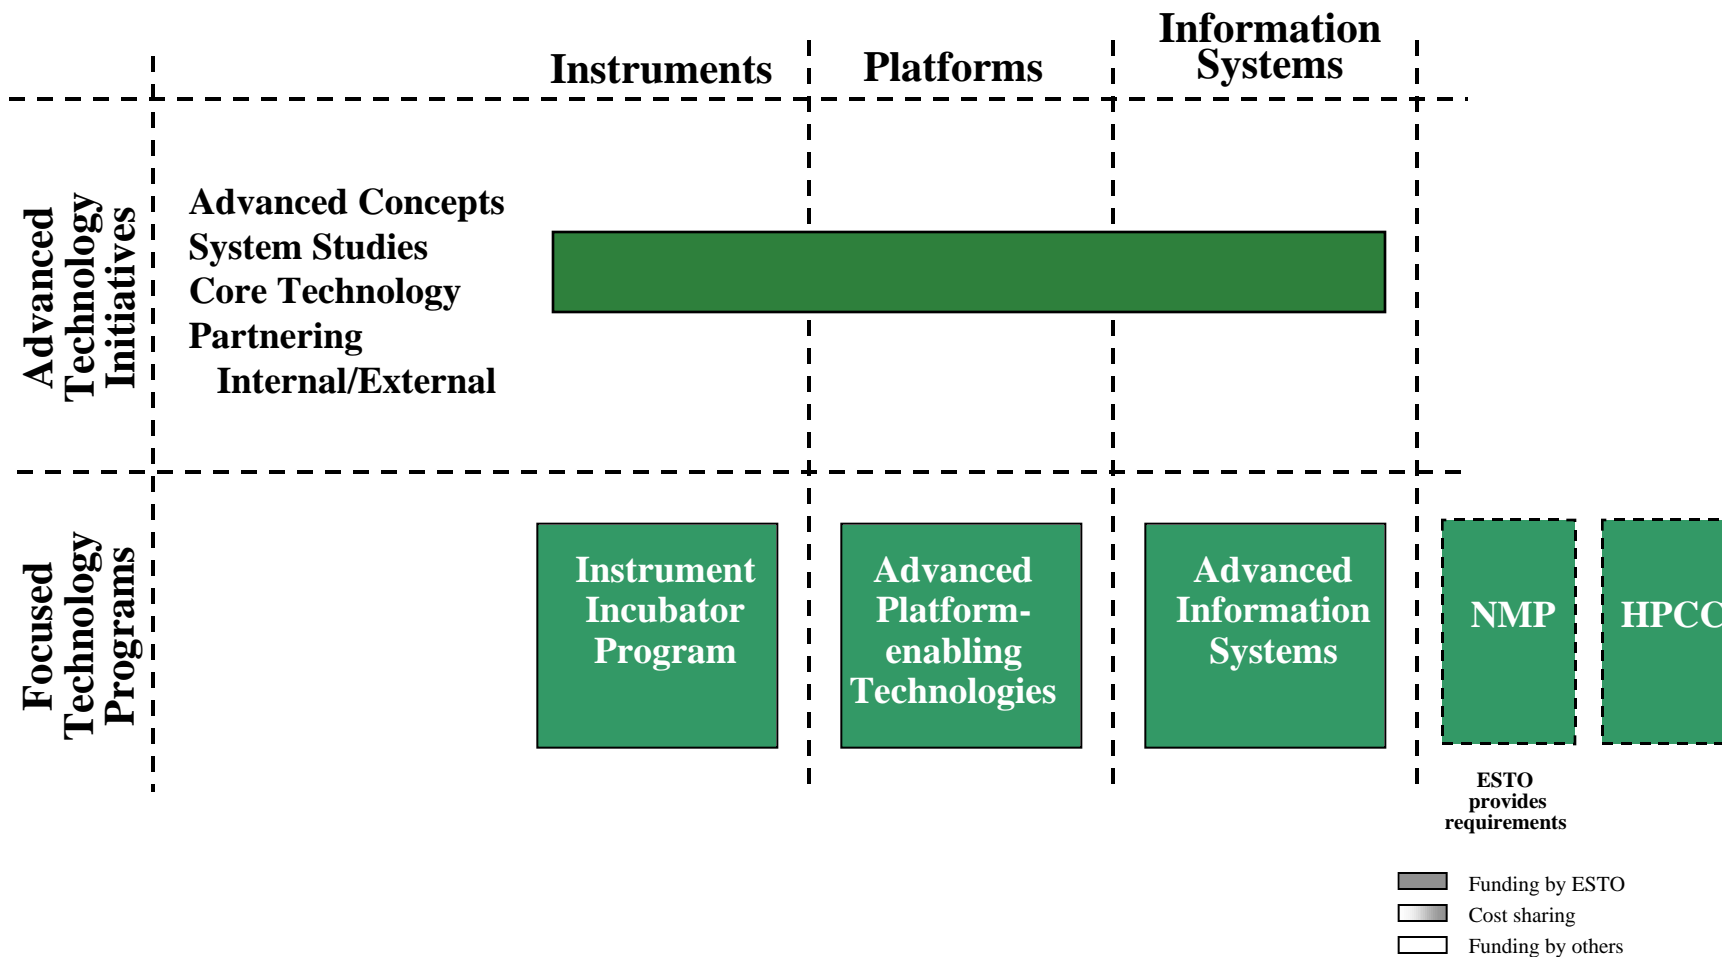 Instruments
Platforms
Information
Systems
Advanced
Technology
Initiatives
Advanced Concepts
System Studies
Core Technology
Partnering
Internal/External
Focused
Technology
Programs
Instrument
Incubator
Program
Advanced
Platform-
enabling
Technologies
Advanced
Information
Systems
NMP
HPCC
ESTO
provides
requirements
Funding by ESTO
Cost sharing
Funding by others